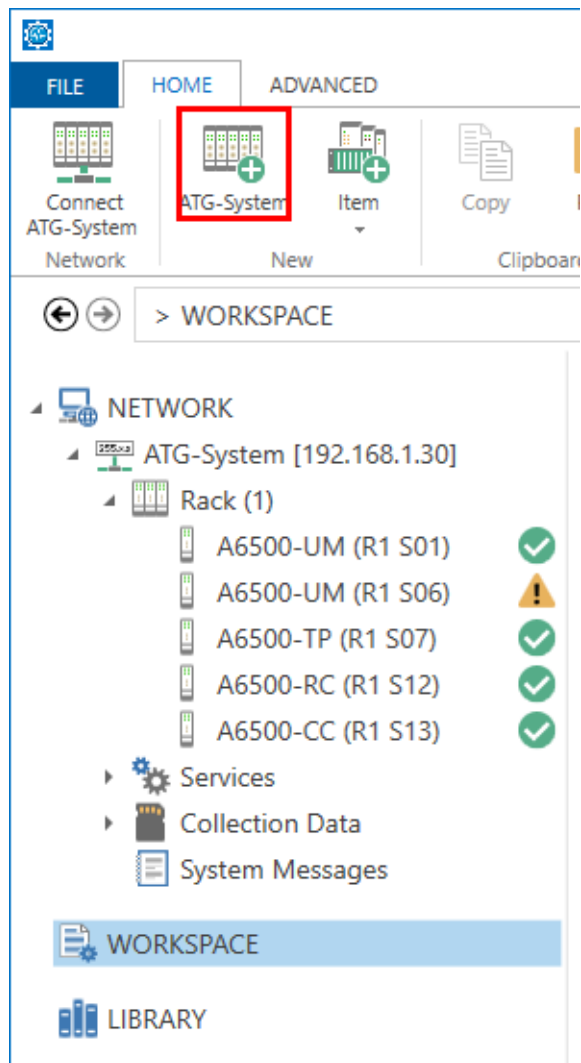 FILE
HOME
ADVANCED
Connect
ATG-System
ATG-System
Item
Copy
Network
New
> WORKSPACE
NETWORK
ATG-System [192.168.1.30]
Rack (1)
A6500-UM (R1 S01)
A6500-UM (R1 S06)
A6500-TP (R1 S07)
A6500-RC (R1 S12)
A6500-CC (R1 S13)
Services
Collection Data
System Messages
WORKSPACE
LIBRARY